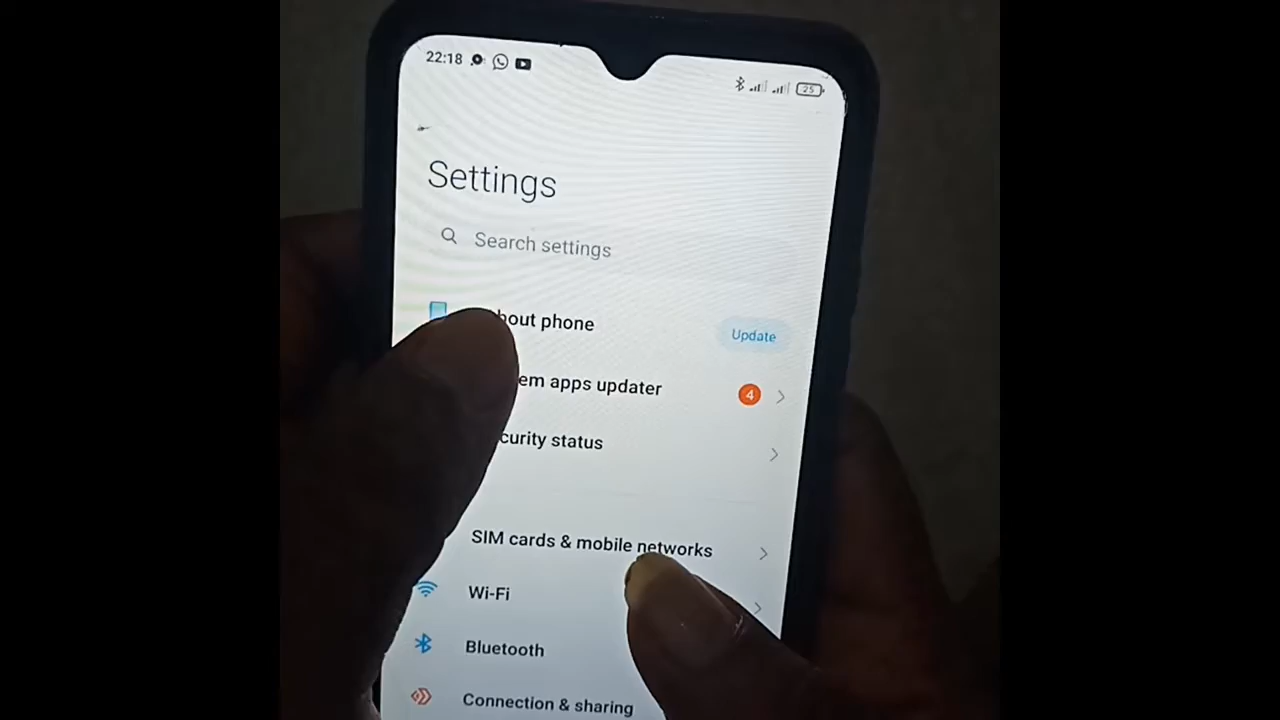 22:18
25
Settings
Search settings
bout phone
Update
em apps updater
4
curity status
SIM cards & mobile networks
Wi-Fi
Bluetooth
Connection & sharing